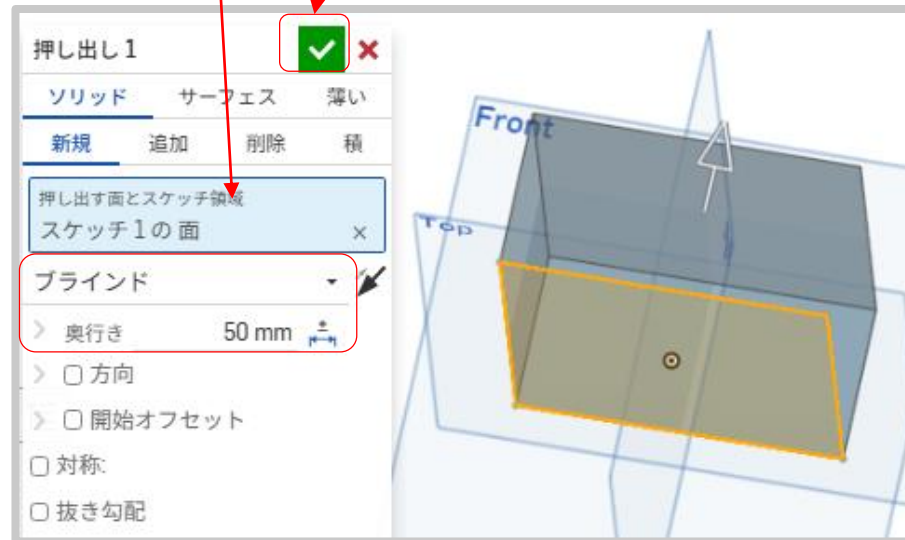 押し出し 1
ソリッド サーフェス 薄い
新規 追加 削除 積
押し出す面とスケッチ領域
スケッチ 1 の 面 ×
ブラインド
奥行き 50 mm
方向
開始オフセット
対称:
抜き勾配
Front
Top